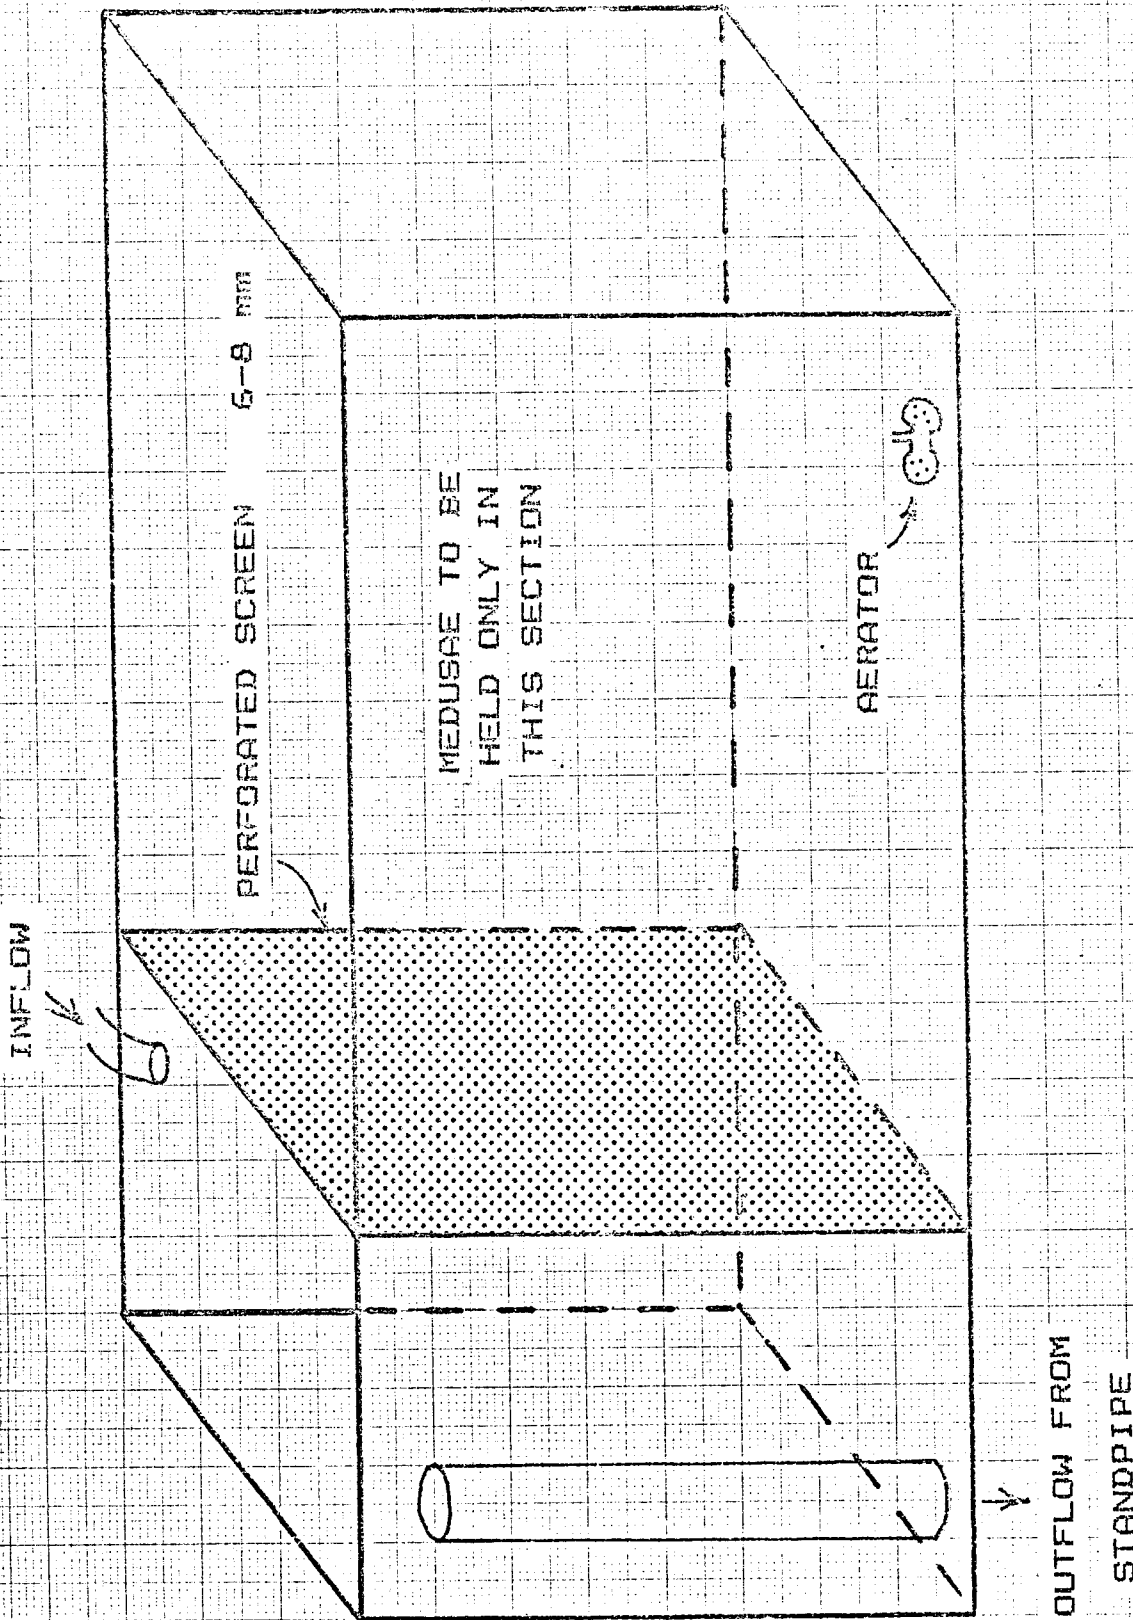 INFLOW
PERFORATED SCREEN 6-8 mm
MEDUSAE TO BE
HELD ONLY IN
THIS SECTION
AERATOR
OUTFLOW FROM
STANDPIPE